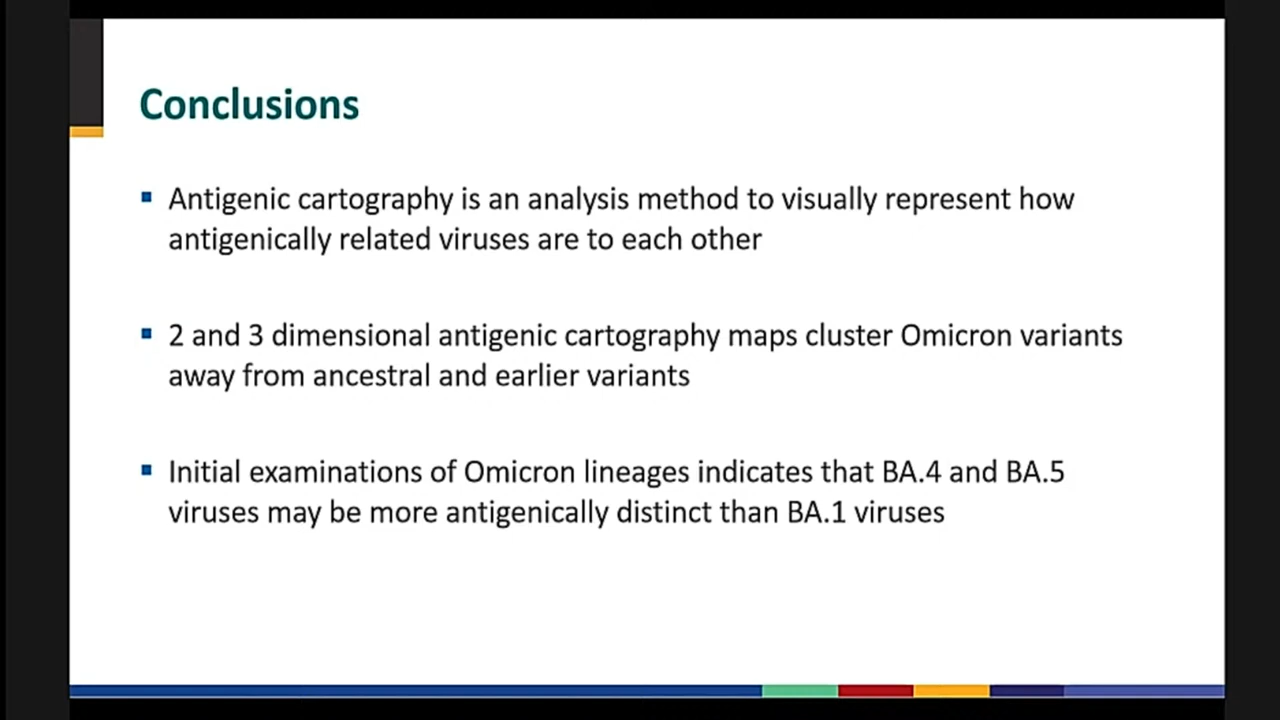 Conclusions
Antigenic cartography is an analysis method to visually represent how
antigenically related viruses are to each other
2 and 3 dimensional antigenic cartography maps cluster Omicron variants
away from ancestral and earlier variants
Initial examinations of Omicron lineages indicates that BA.4 and BA.5
viruses may be more antigenically distinct than BA.1 viruses